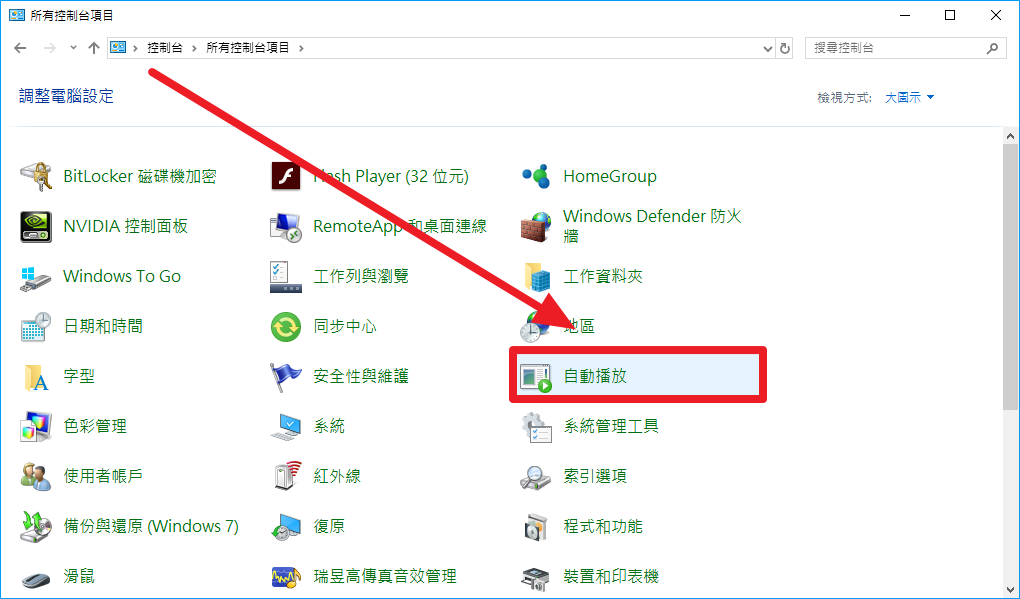 所有控制台項目
控制台 所有控制台項目
搜尋控制台
調整電腦設定
檢視方式: 大圖示
BitLocker 磁碟機加密
Flash Player (32 位元)
HomeGroup
NVIDIA 控制面板
RemoteApp 和桌面連線
Windows Defender 防火
牆
Windows To Go
工作列與瀏覽
工作資料夾
日期和時間
同步中心
地區
字型
安全性與維護
自動播放
色彩管理
系統
系統管理工具
使用者帳戶
紅外線
索引選項
備份與還原 (Windows 7)
復原
程式和功能
滑鼠
瑞昱高傳真音效管理
裝置和印表機